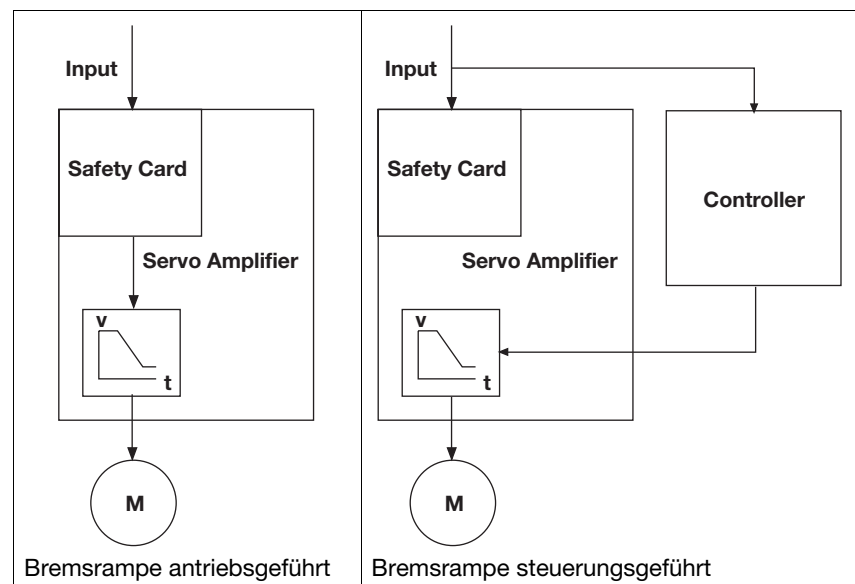 Input
Safety Card
Servo Amplifier
v
t
M
Bremsrampe antriebsgeführt
Input
Safety Card
Controller
Servo Amplifier
v
t
M
Bremsrampe steuerungsgeführt